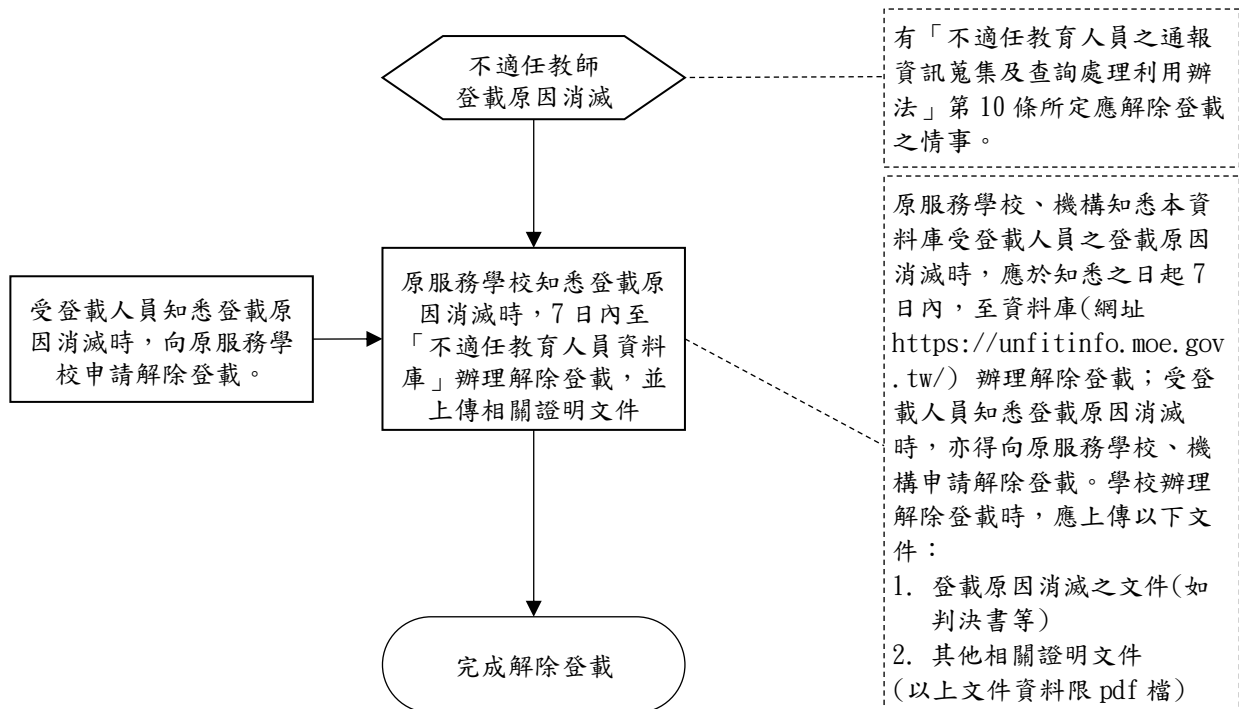 不適任教師
登載原因消滅
有「不適任教育人員之通報
資訊蒐集及查詢處理利用辦
法」第 10 條所定應解除登載
之情事。
受登載人員知悉登載原
因消滅時，向原服務學
校申請解除登載。
原服務學校知悉登載原
因消滅時，7 日內至
「不適任教育人員資料
庫」辦理解除登載，並
上傳相關證明文件
原服務學校、機構知悉本資
料庫受登載人員之登載原因
消滅時，應於知悉之日起 7
日內，至資料庫(網址
https://unfitinfo.moe.gov
.tw/) 辦理解除登載；受登
載人員知悉登載原因消滅
時，亦得向原服務學校、機
構申請解除登載。學校辦理
解除登載時，應上傳以下文
件：
1. 登載原因消滅之文件(如
判決書等)
2. 其他相關證明文件
(以上文件資料限 pdf 檔)
完成解除登載